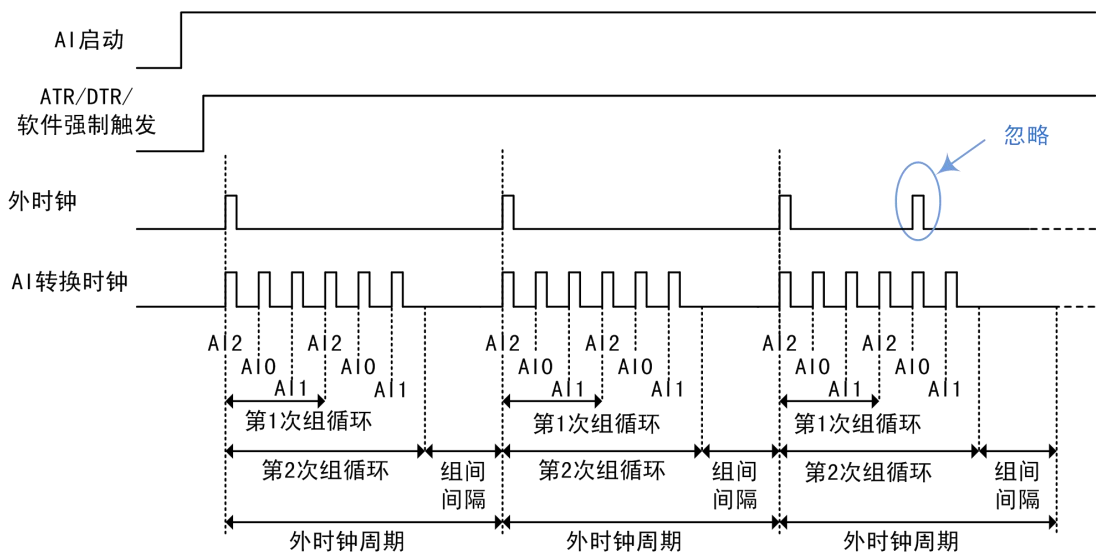 AI启动
ATR/DTR/
软件强制触发
忽略
外时钟
AI转换时钟
AI2 AI2 AI2 AI2 AI2 AI2
AI0 AI0 AI0 AI0 AI0 AI0
AI1 AI1 AI1 AI1 AI1 AI1
第1次组循环 第1次组循环 第1次组循环
第2次组循环 组间 第2次组循环 组间 第2次组循环 组间
间隔 间隔 间隔
外时钟周期 外时钟周期 外时钟周期